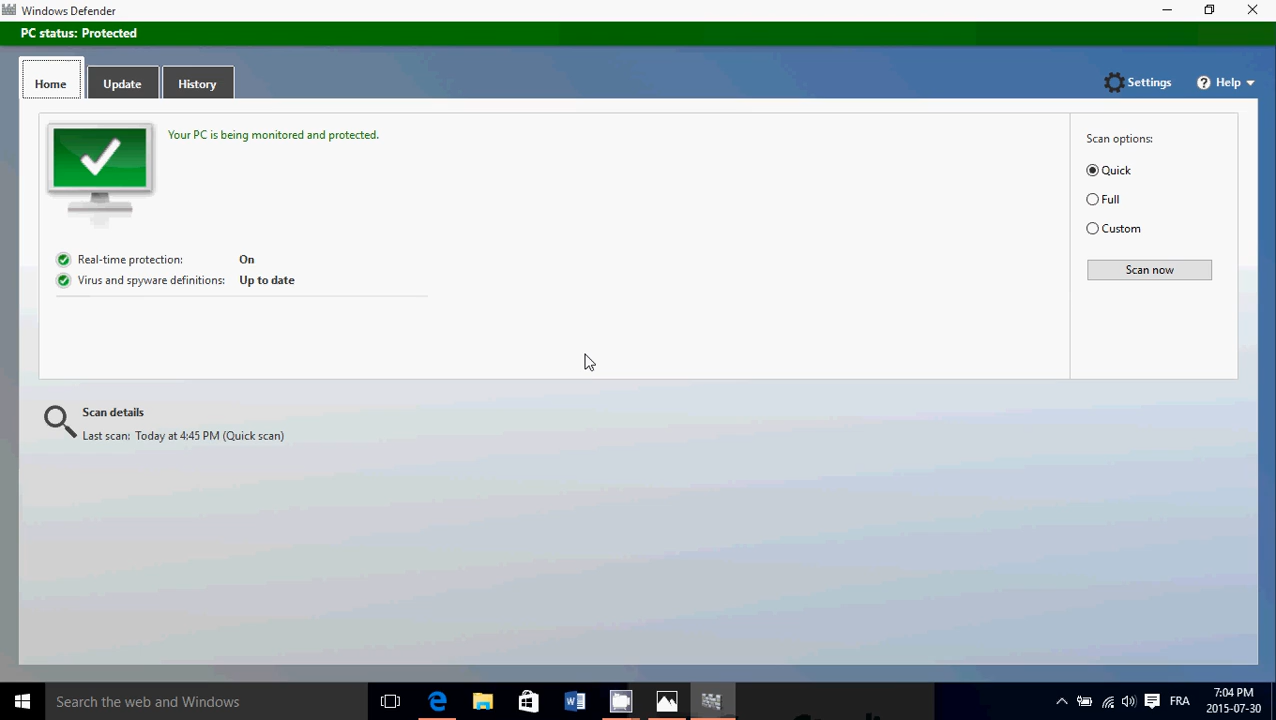 Windows Defender
PC status: Protected
Home
Update
History
Settings
Help
Your PC is being monitored and protected.
Real-time protection: On
Virus and spyware definitions: Up to date
Scan options:
Quick
Full
Custom
Scan now
Scan details
Last scan: Today at 4:45 PM (Quick scan)
Search the web and Windows
FRA
7:04 PM
2015-07-30